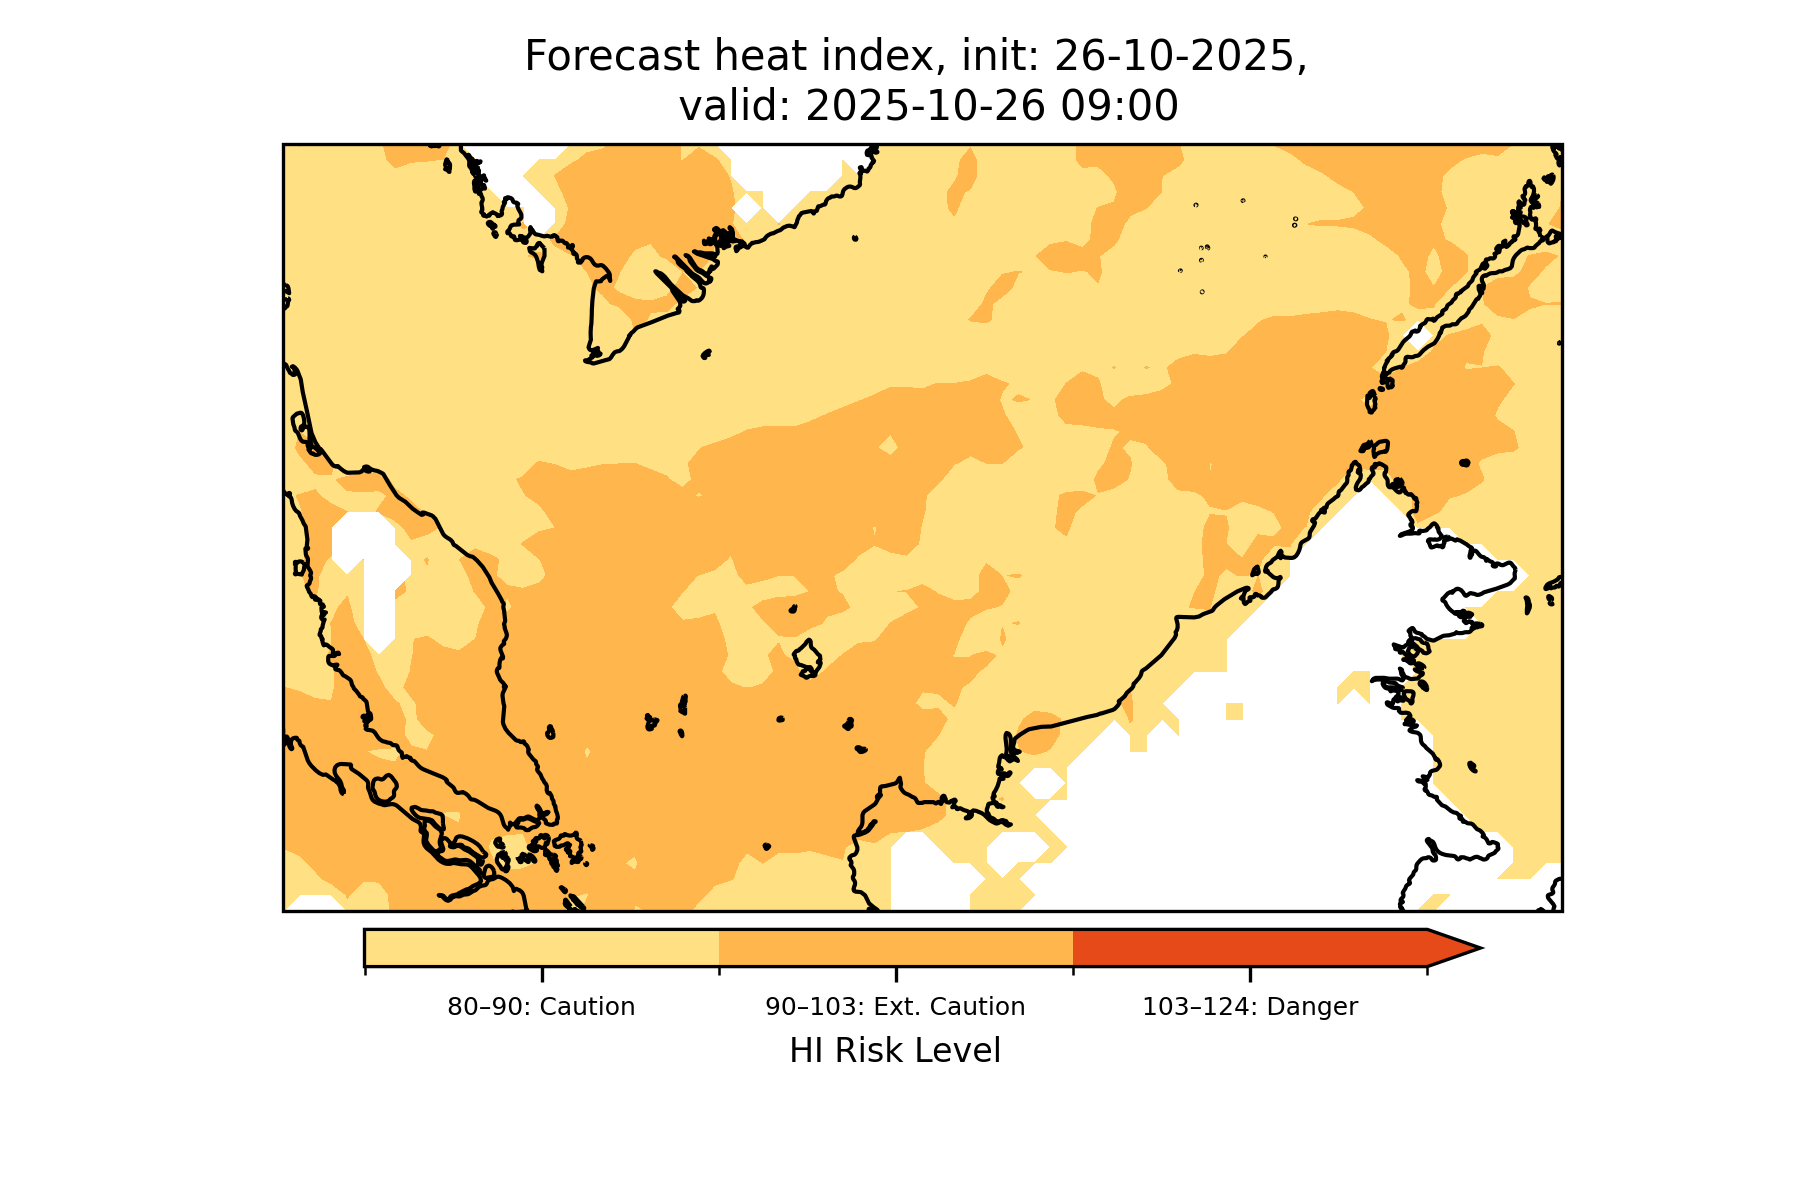 Forecast heat index, init: 26-10-2025,
valid: 2025-10-26 09:00
80–90: Caution
90–103: Ext. Caution
103–124: Danger
HI Risk Level